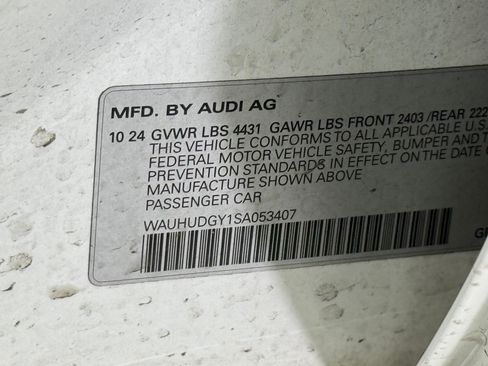 MFD. BY AUDI AG
10 24 GVWR LBS 4431 GAWR LBS FRONT 2403 /REAR 222
THIS VEHICLE CONFORMS TO ALL APPLICABLE U.S.
FEDERAL MOTOR VEHICLE SAFETY, BUMPER AND T
PREVENTION STANDARDS IN EFFECT ON THE DATE O
MANUFACTURE SHOWN ABOVE
PASSENGER CAR
WAUHUDGY1SA053407